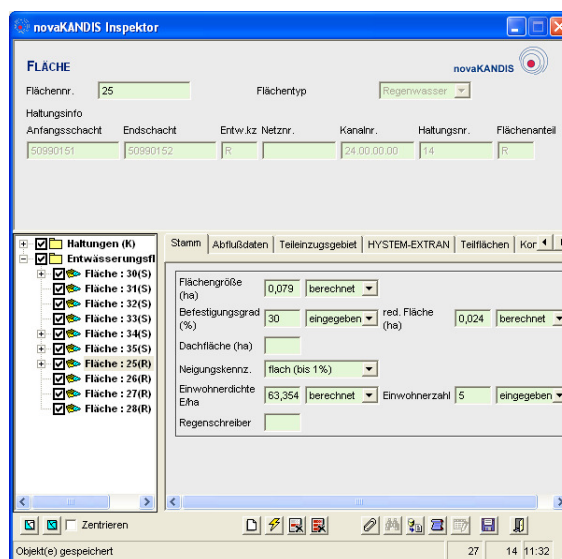 novaKANDIS Inspektor
FLÄCHE
novaKANDIS
Flächennr. 25 Flächentyp Regenwasser
Haltungsinfo
Anfangsschacht Endschacht Entw.kz Netznr. Kanalnr. Haltungsnr. Flächenanteil
50990151 50990152 R 24.00.00.00 14 R
Haltungen (K)
Entwässerungsfl
Fläche : 30(S)
Fläche : 31(S)
Fläche : 32(S)
Fläche : 33(S)
Fläche : 34(S)
Fläche : 35(S)
Fläche : 25(R)
Fläche : 26(R)
Fläche : 27(R)
Fläche : 28(R)
Stamm Abflußdaten Teileinzugsgebiet HYSTEM-EXTRAN Teilflächen Kor
Flächengröße
(ha) 0,079 berechnet
Befestigungsgrad
(%) 30 eingegeben red. Fläche
(ha) 0,024 berechnet
Dachfläche (ha)
Neigungskennz. flach (bis 1%)
Einwohnerdichte
E/ha 63,354 berechnet Einwohnerzahl 5 eingegeben
Regenschreiber
Zentrieren
Objekt(e) gespeichert 27 14 11:32